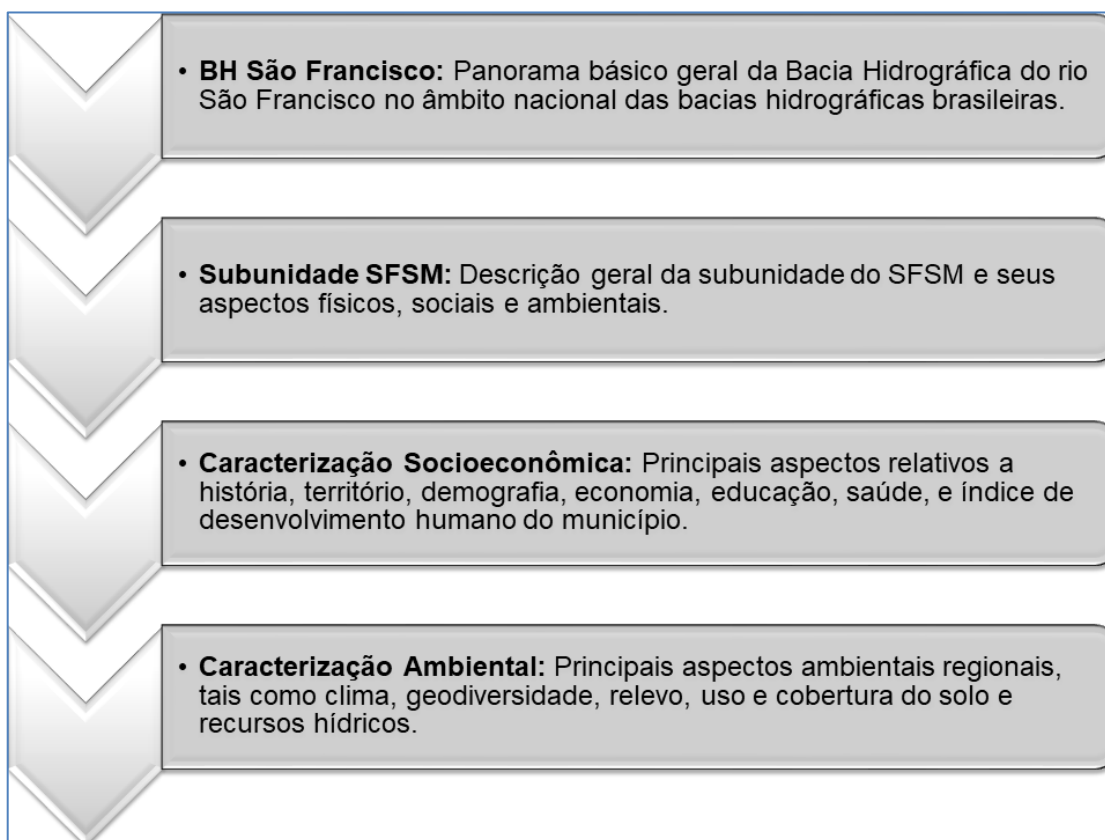 • BH São Francisco: Panorama básico geral da Bacia Hidrográfica do rio
São Francisco no âmbito nacional das bacias hidrográficas brasileiras.
• Subunidade SFSM: Descrição geral da subunidade do SFSM e seus
aspectos físicos, sociais e ambientais.
• Caracterização Socioeconômica: Principais aspectos relativos a
história, território, demografia, economia, educação, saúde, e índice de
desenvolvimento humano do município.
• Caracterização Ambiental: Principais aspectos ambientais regionais,
tais como clima, geodiversidade, relevo, uso e cobertura do solo e
recursos hídricos.